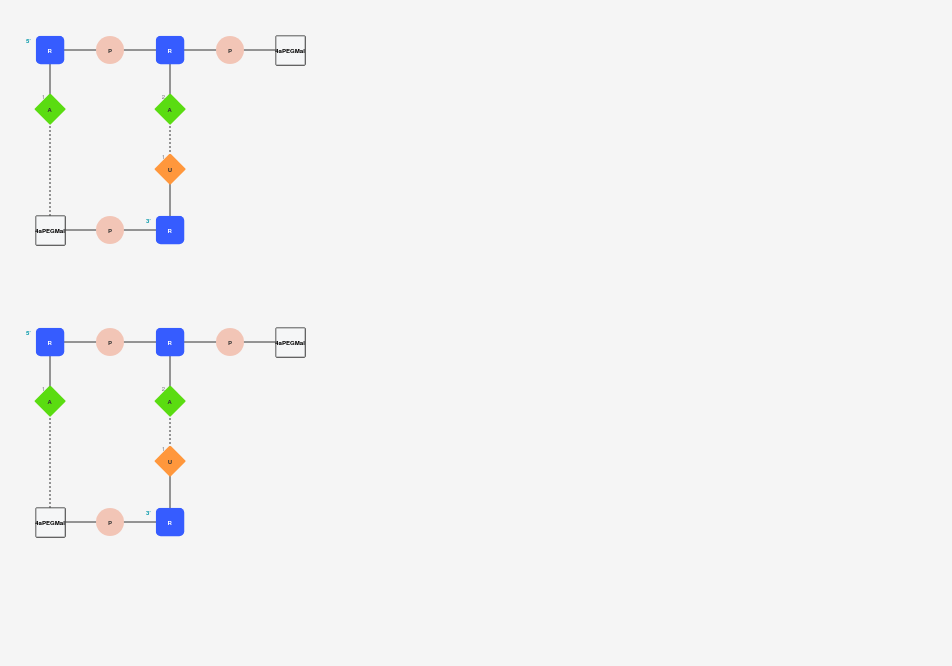 5'
R P R P 4aPEGMal
1 2
A A
1
U
3'
4aPEGMal P R
5'
R P R P 4aPEGMal
1 2
A A
1
U
3'
4aPEGMal P R